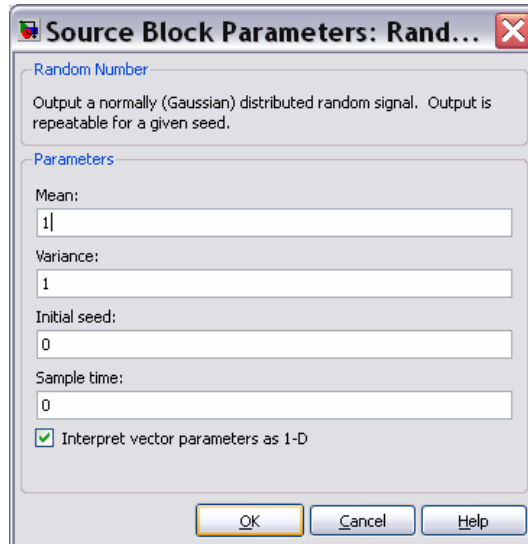 Source Block Parameters: Rand...
Random Number
Output a normally (Gaussian) distributed random signal. Output is
repeatable for a given seed.
Parameters
Mean:
1
Variance:
1
Initial seed:
0
Sample time:
0
Interpret vector parameters as 1-D
OK Cancel Help